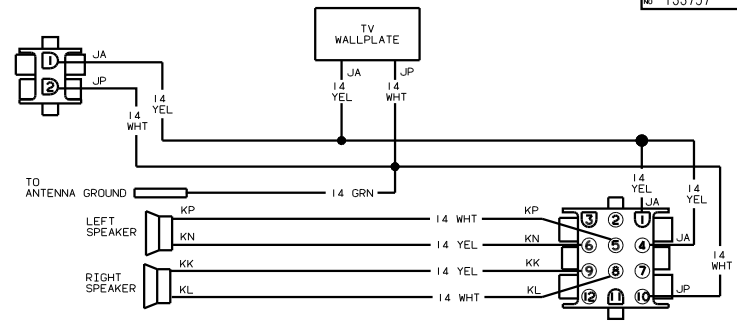 TV
WALLPLATE
JA
JP
1
2
JA
JP
14
YEL
14
WHT
14
YEL
14
WHT
TO
ANTENNA GROUND
14 GRN
14
YEL
JA
14
YEL
LEFT
SPEAKER
KP
14 WHT
KP
KN
14 YEL
KN
RIGHT
SPEAKER
KK
14 YEL
KK
KL
14 WHT
KL
3 2 1
6 5 4
JA
9 8 7
12 11 10
JP
14
WHT